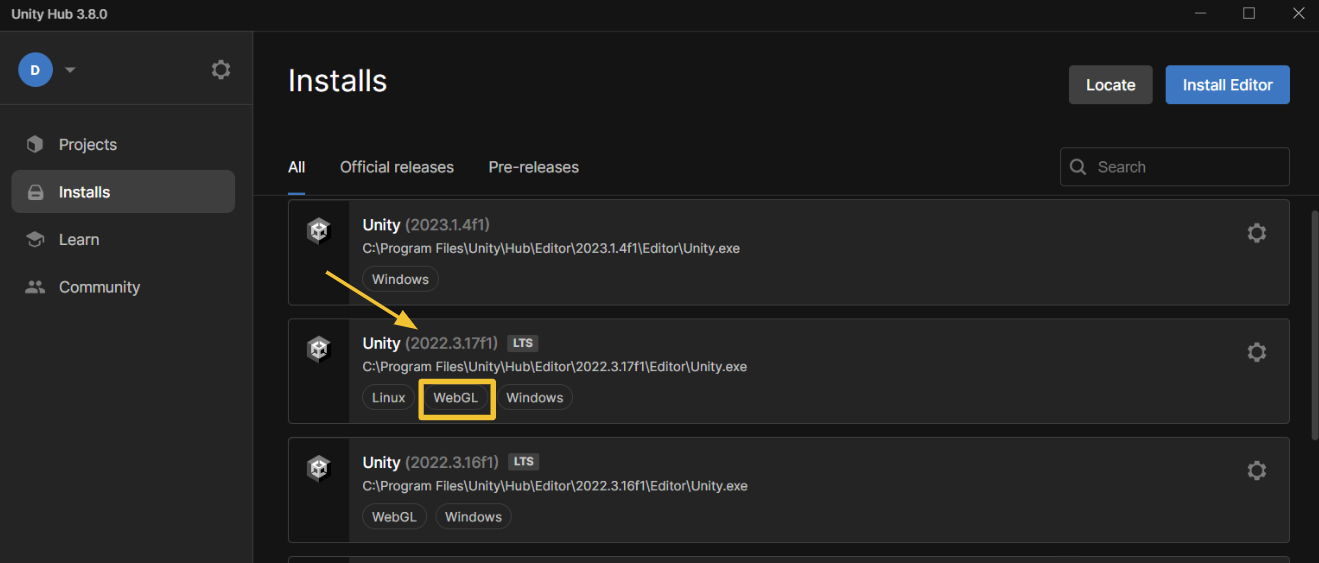 Unity Hub 3.8.0
D
Projects
Installs
Learn
Community
Installs
Locate
Install Editor
All
Official releases
Pre-releases
Search
Unity (2023.1.4f1)
C:\Program Files\Unity\Hub\Editor\2023.1.4f1\Editor\Unity.exe
Windows
Unity (2022.3.17f1) LTS
C:\Program Files\Unity\Hub\Editor\2022.3.17f1\Editor\Unity.exe
Linux WebGL Windows
Unity (2022.3.16f1) LTS
C:\Program Files\Unity\Hub\Editor\2022.3.16f1\Editor\Unity.exe
WebGL Windows